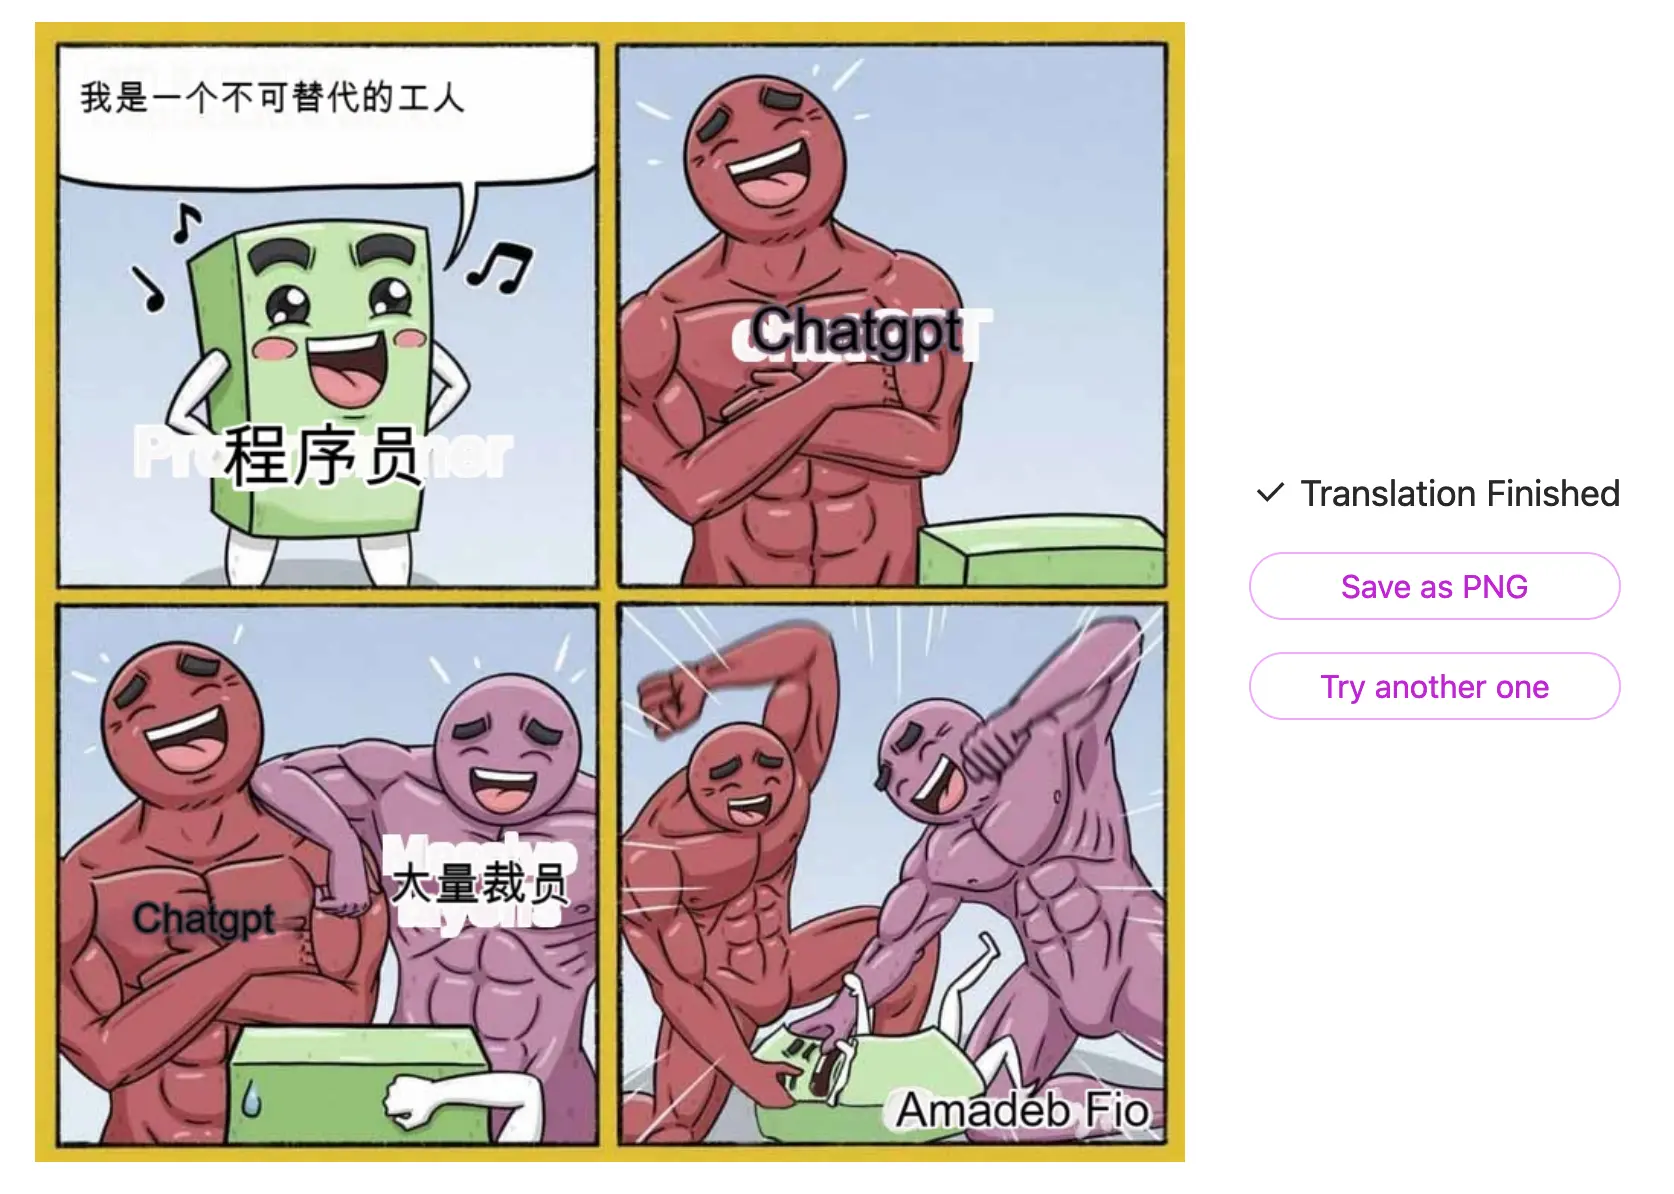 我是一个不可替代的工人
程序员
Chatgpt
Chatgpt
大量裁员
Amadeb Fio
✓ Translation Finished
Save as PNG
Try another one